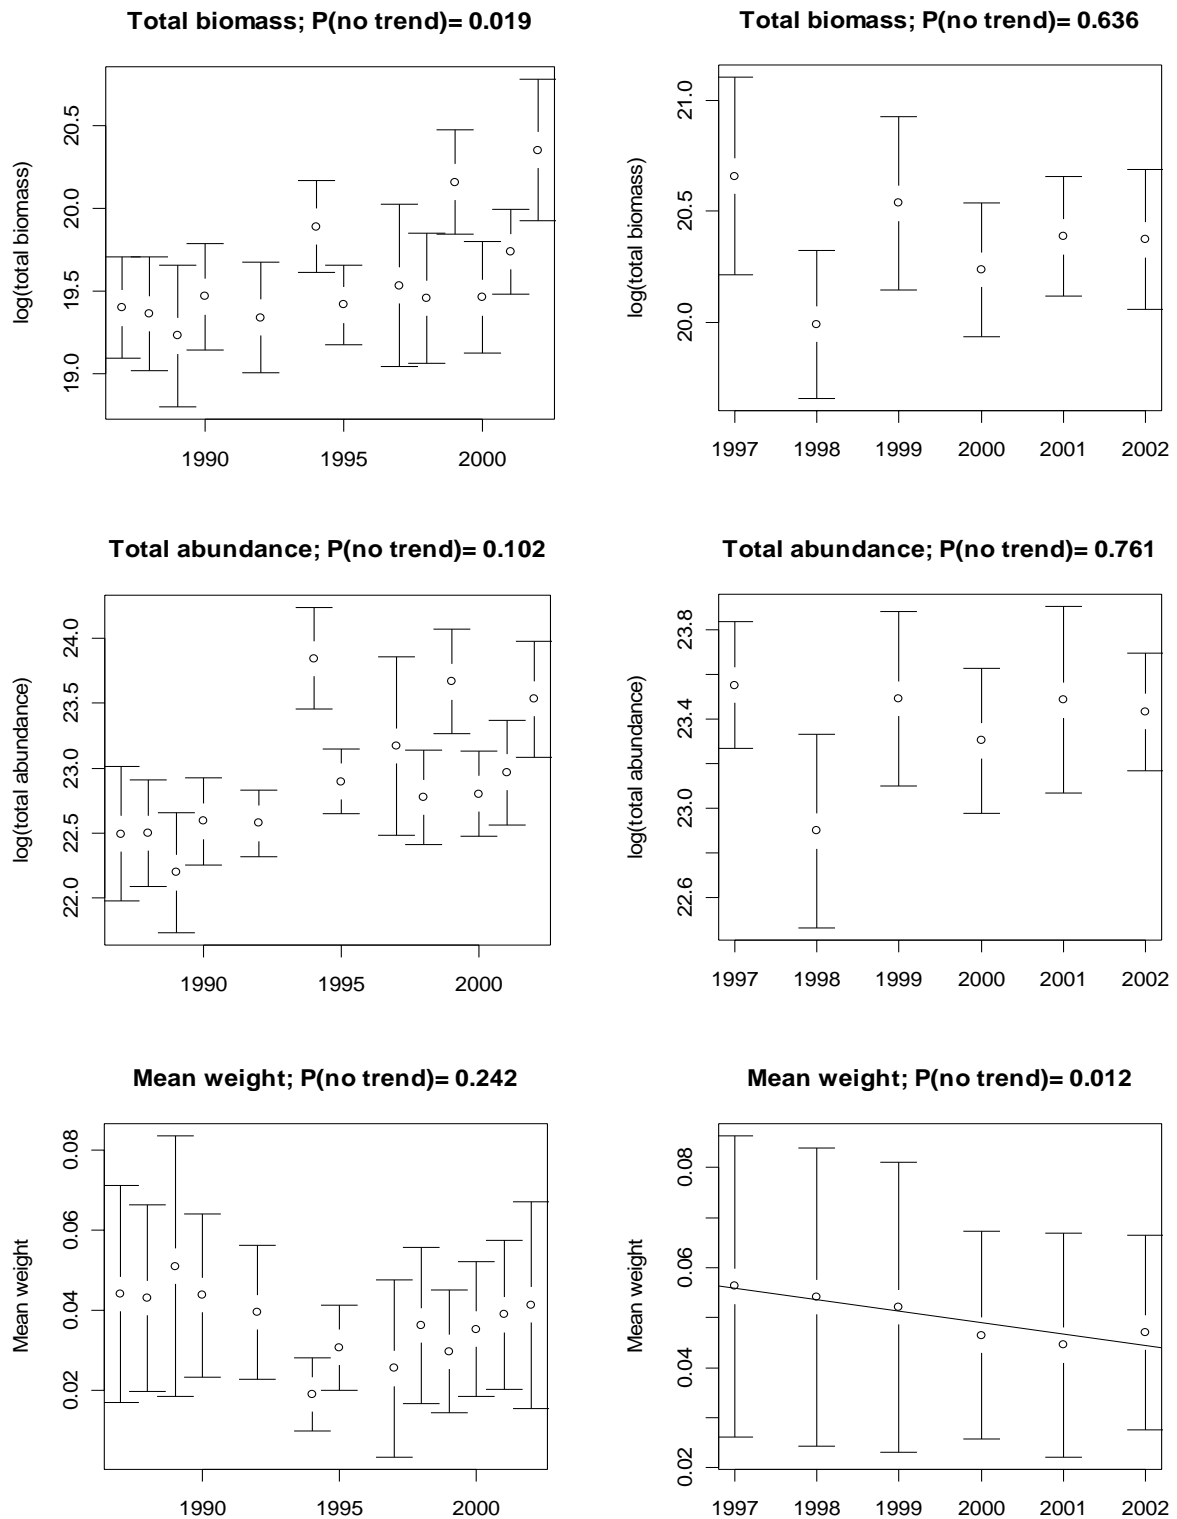 Total biomass; P(no trend)= 0.019
log(total biomass)
20.5
20.0
19.5
19.0
1990 1995 2000
Total biomass; P(no trend)= 0.636
log(total biomass)
21.0
20.5
20.0
1997 1998 1999 2000 2001 2002
Total abundance; P(no trend)= 0.102
log(total abundance)
24.0
23.5
23.0
22.5
22.0
1990 1995 2000
Total abundance; P(no trend)= 0.761
log(total abundance)
23.8
23.4
23.0
22.6
1997 1998 1999 2000 2001 2002
Mean weight; P(no trend)= 0.242
Mean weight
0.08
0.06
0.04
0.02
1990 1995 2000
Mean weight; P(no trend)= 0.012
Mean weight
0.08
0.06
0.04
0.02
1997 1998 1999 2000 2001 2002